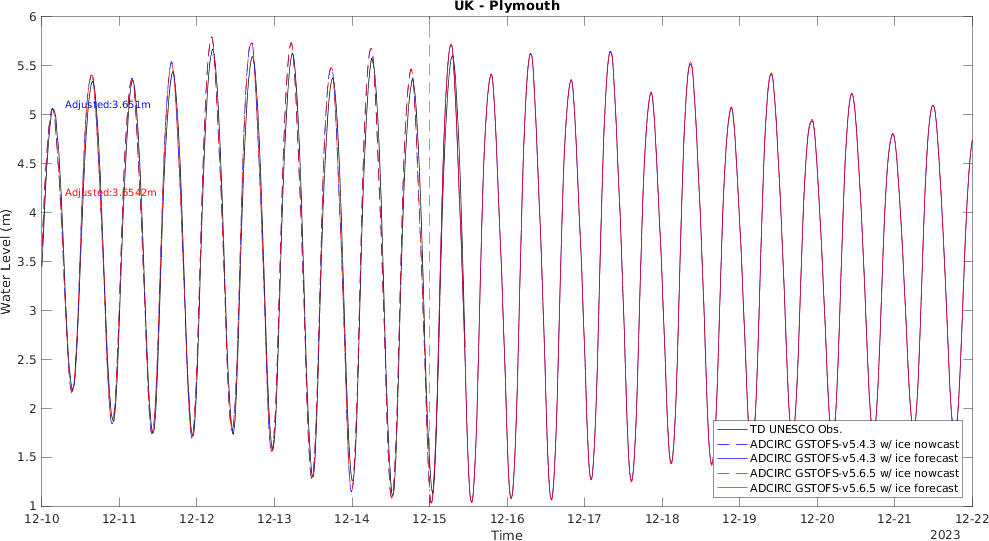 UK - Plymouth
6
5.5
5
4.5
4
3.5
3
2.5
2
1.5
1
Water Level (m)
Adjusted:3.651m
Adjusted:3.6542m
TD UNESCO Obs.
ADCIRC GSTOFS-v5.4.3 w/ ice nowcast
ADCIRC GSTOFS-v5.4.3 w/ ice forecast
ADCIRC GSTOFS-v5.6.5 w/ ice nowcast
ADCIRC GSTOFS-v5.6.5 w/ ice forecast
12-10 12-11 12-12 12-13 12-14 12-15 12-16 12-17 12-18 12-19 12-20 12-21 12-22
Time
2023